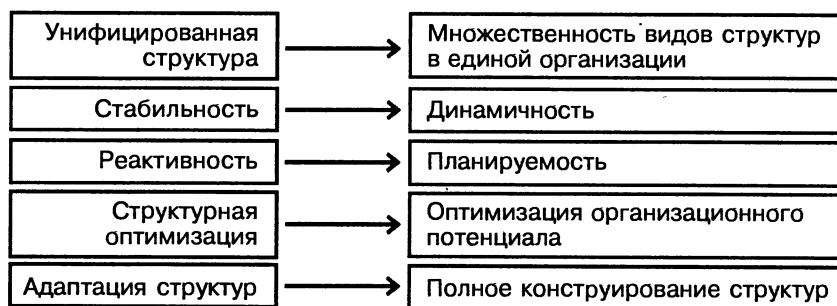 Унифицированная
структура
Множественность видов структур
в единой организации
Стабильность
Динамичность
Реактивность
Планируемость
Структурная
оптимизация
Оптимизация организационного
потенциала
Адаптация структур
Полное конструирование структур